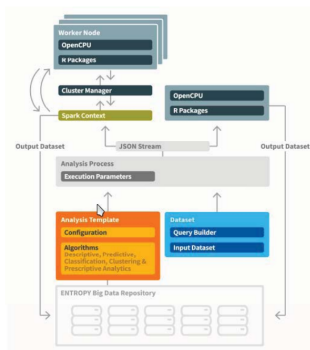 Worker Node
OpenCPU
R Packages
Cluster Manager
Spark Context
OpenCPU
R Packages
Output Dataset
JSON Stream
Output Dataset
Analysis Process
Execution Parameters
Analysis Template
Configuration
Algorithms
Descriptive, Predictive,
Classification, Clustering &
Prescriptive Analytics
Dataset
Query Builder
Input Dataset
ENTROPY Big Data Repository